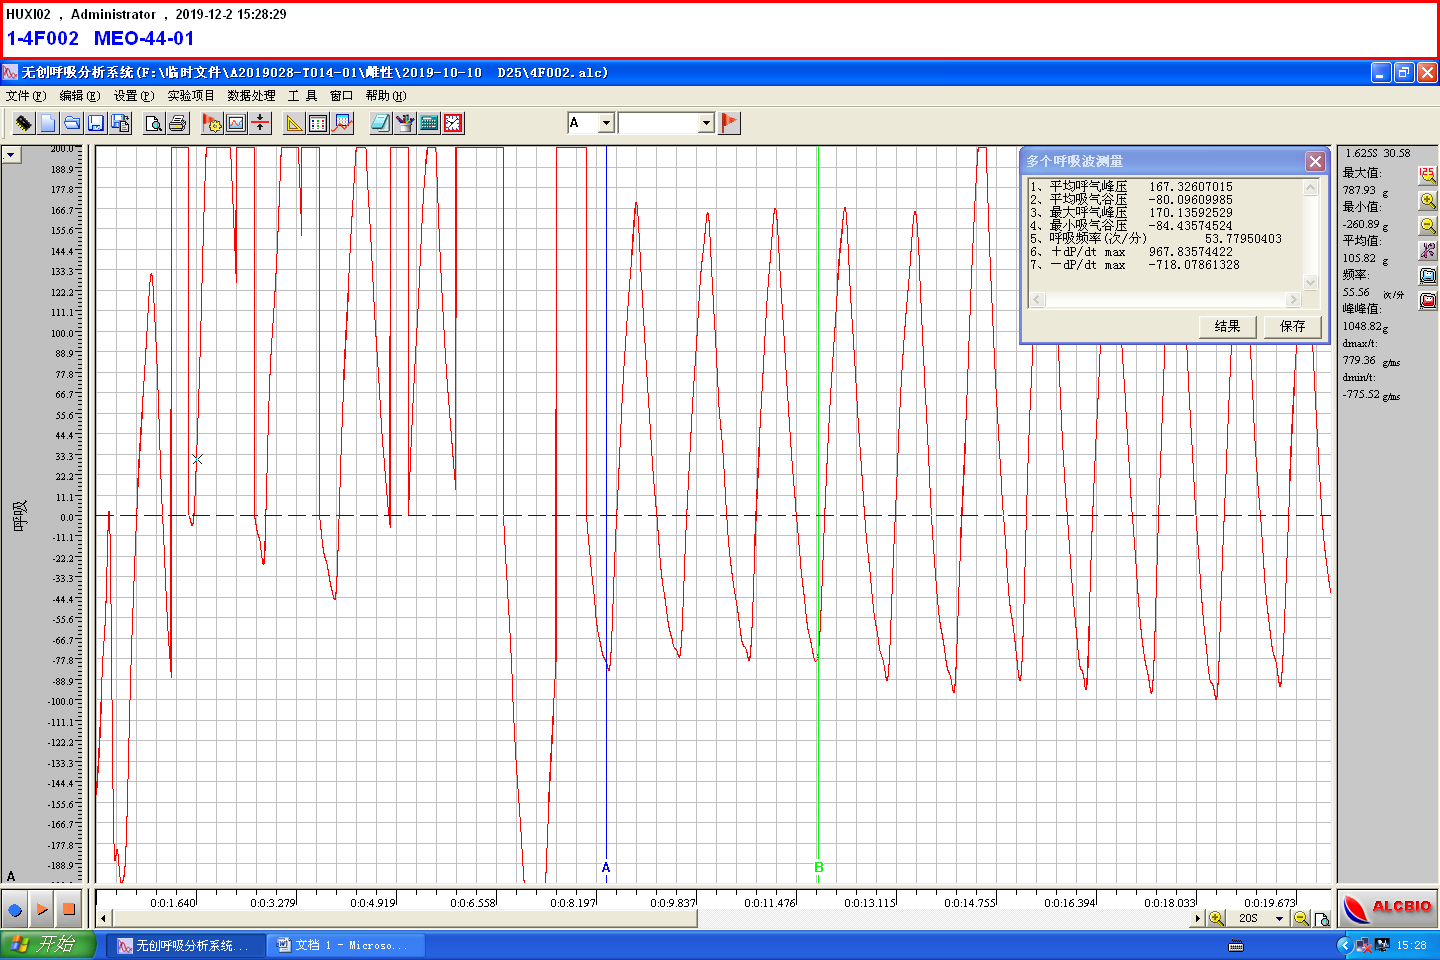 HUXI02 , Administrator , 2019-12-2 15:28:29
1-4F002 MEO-44-01
无创呼吸分析系统(F:\临时文件\A2019028-T014-01\雌性\2019-10-10 D25\4F002.alc)
文件(F) 编辑(E) 设置(P) 实验项目 数据处理 工 具 窗口 帮助(H)
A
200.0
188.9
177.8
166.7
155.6
144.4
133.3
122.2
111.1
100.0
88.9
77.8
66.7
55.6
44.4
33.3
22.2
11.1
0.0
-11.1
-22.2
-33.3
-44.4
-55.6
-66.7
-77.8
-88.9
-100.0
-111.1
-122.2
-133.3
-144.4
-155.6
-166.7
-177.8
-188.9
呼吸
A
A
B
多个呼吸波测量
1、平均呼气峰压 167.32607015
2、平均吸气谷压 -80.09609985
3、最大呼气峰压 170.13592529
4、最小吸气谷压 -84.43574524
5、呼吸频率(次/分) 53.77950403
6、+dP/dt max 967.83574422
7、-dP/dt max -718.07861328
结果 保存
1.625S 30.58
最大值:
787.93 g
最小值:
-260.89 g
平均值:
105.82 g
频率:
55.56 次/分
峰峰值:
1048.82g
dmax/t:
779.36 g/ms
dmin/t:
-775.52 g/ms
125
0:0:1.640 0:0:3.279 0:0:4.919 0:0:6.558 0:0:8.197 0:0:9.837 0:0:11.476 0:0:13.115 0:0:14.755 0:0:16.394 0:0:18.033 0:0:19.673
20S
ALCBIO
开始 无创呼吸分析系统... 文档 1 - Microso... 15:28